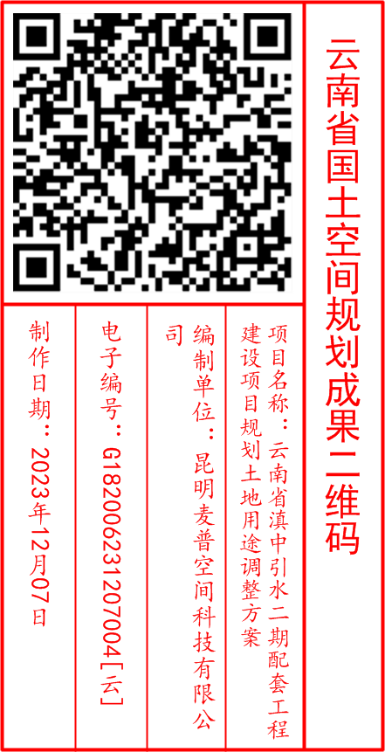 云南省国土空间规划成果二维码
项目名称：云南省滇中引水二期配套工程
建设项目规划土地用途调整方案
编制单位：昆明麦普空间科技有限公
司
电子编号：G182006231207004[云]
制作日期：2023年12月07日